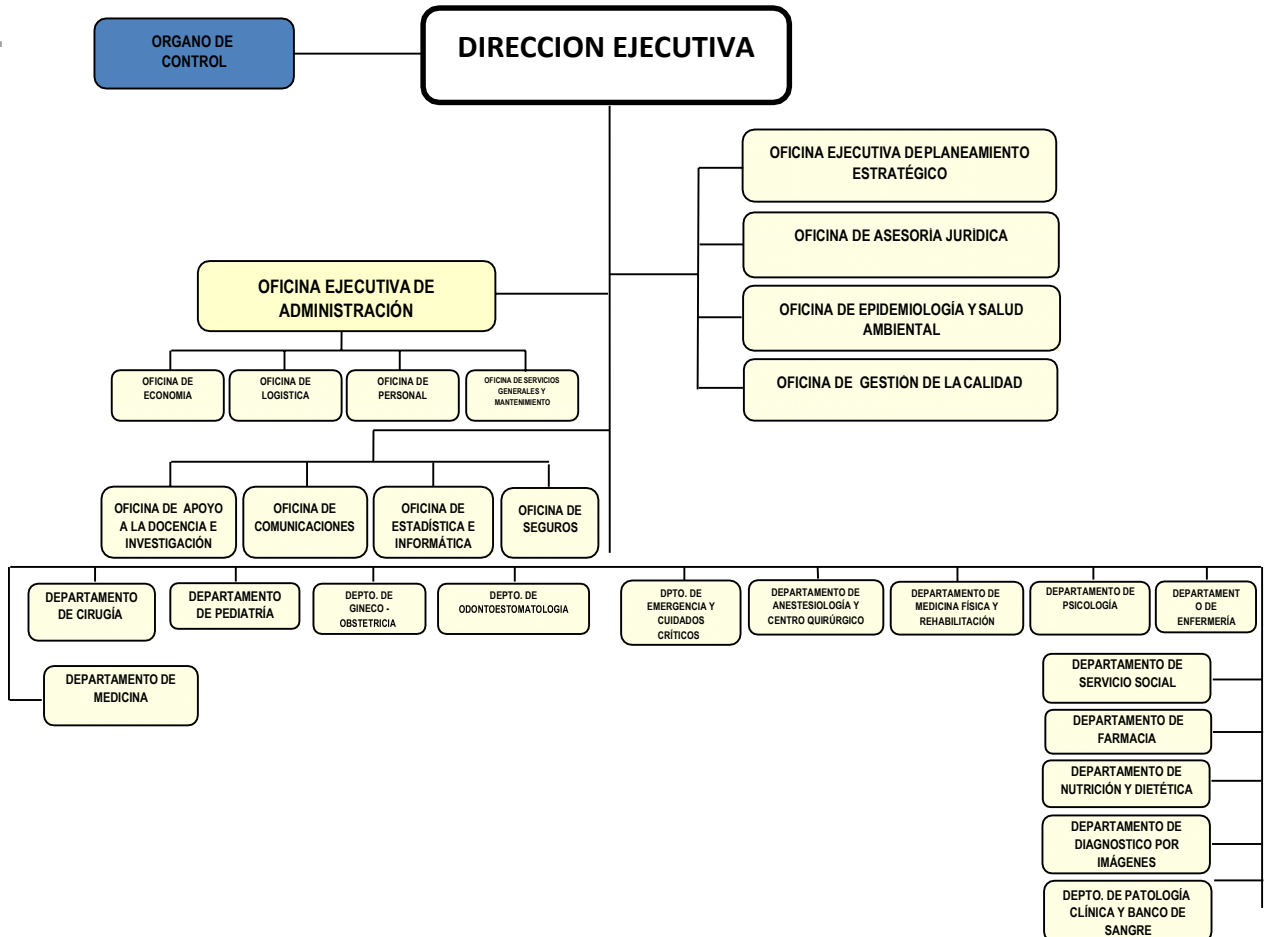 ORGANO DE
CONTROL
DIRECCION EJECUTIVA
OFICINA EJECUTIVA DE PLANEAMIENTO
ESTRATÉGICO
OFICINA DE ASESORÍA JURÍDICA
OFICINA DE EPIDEMIOLOGÍA Y SALUD
AMBIENTAL
OFICINA DE GESTIÓN DE LA CALIDAD
OFICINA EJECUTIVA DE
ADMINISTRACIÓN
OFICINA DE
ECONOMIA
OFICINA DE
LOGISTICA
OFICINA DE
PERSONAL
OFICINA DE SERVICIOS
GENERALES Y
MANTENIMIENTO
OFICINA DE APOYO
A LA DOCENCIA E
INVESTIGACIÓN
OFICINA DE
COMUNICACIONES
OFICINA DE
ESTADÍSTICA E
INFORMÁTICA
OFICINA DE
SEGUROS
DEPARTAMENTO
DE CIRUGÍA
DEPARTAMENTO
DE PEDIATRÍA
DEPTO. DE
GINECO -
OBSTETRICIA
DEPTO. DE
ODONTOESTOMATOLOGIA
DPTO. DE
EMERGENCIA Y
CUIDADOS
CRÍTICOS
DEPARTAMENTO DE
ANESTESIOLOGÍA Y
CENTRO QUIRÚRGICO
DEPARTAMENTO DE
MEDICINA FÍSICA Y
REHABILITACIÓN
DEPARTAMENTO DE
PSICOLOGÍA
DEPARTAMENT
O DE
ENFERMERÍA
DEPARTAMENTO DE
MEDICINA
DEPARTAMENTO DE
SERVICIO SOCIAL
DEPARTAMENTO DE
FARMACIA
DEPARTAMENTO DE
NUTRICIÓN Y DIETÉTICA
DEPARTAMENTO DE
DIAGNOSTICO POR
IMÁGENES
DEPTO. DE PATOLOGÍA
CLÍNICA Y BANCO DE
SANGRE